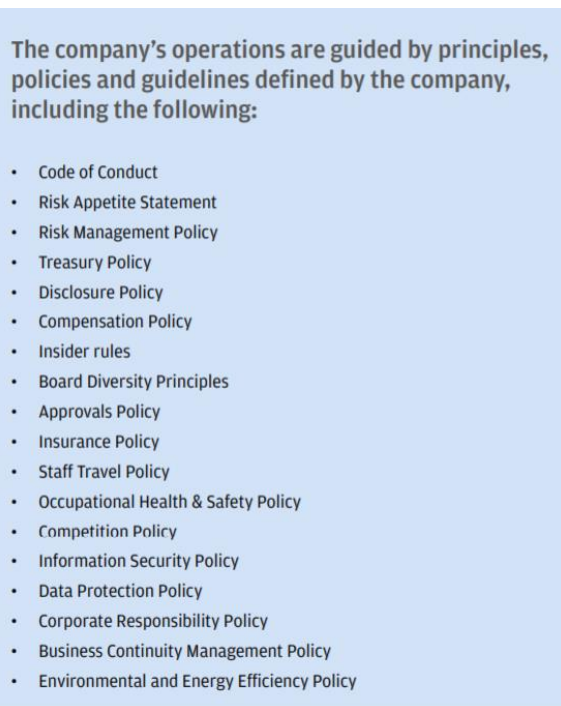 The company's operations are guided by principles,
policies and guidelines defined by the company,
including the following:
• Code of Conduct
• Risk Appetite Statement
• Risk Management Policy
• Treasury Policy
• Disclosure Policy
• Compensation Policy
• Insider rules
• Board Diversity Principles
• Approvals Policy
• Insurance Policy
• Staff Travel Policy
• Occupational Health & Safety Policy
• Competition Policy
• Information Security Policy
• Data Protection Policy
• Corporate Responsibility Policy
• Business Continuity Management Policy
• Environmental and Energy Efficiency Policy